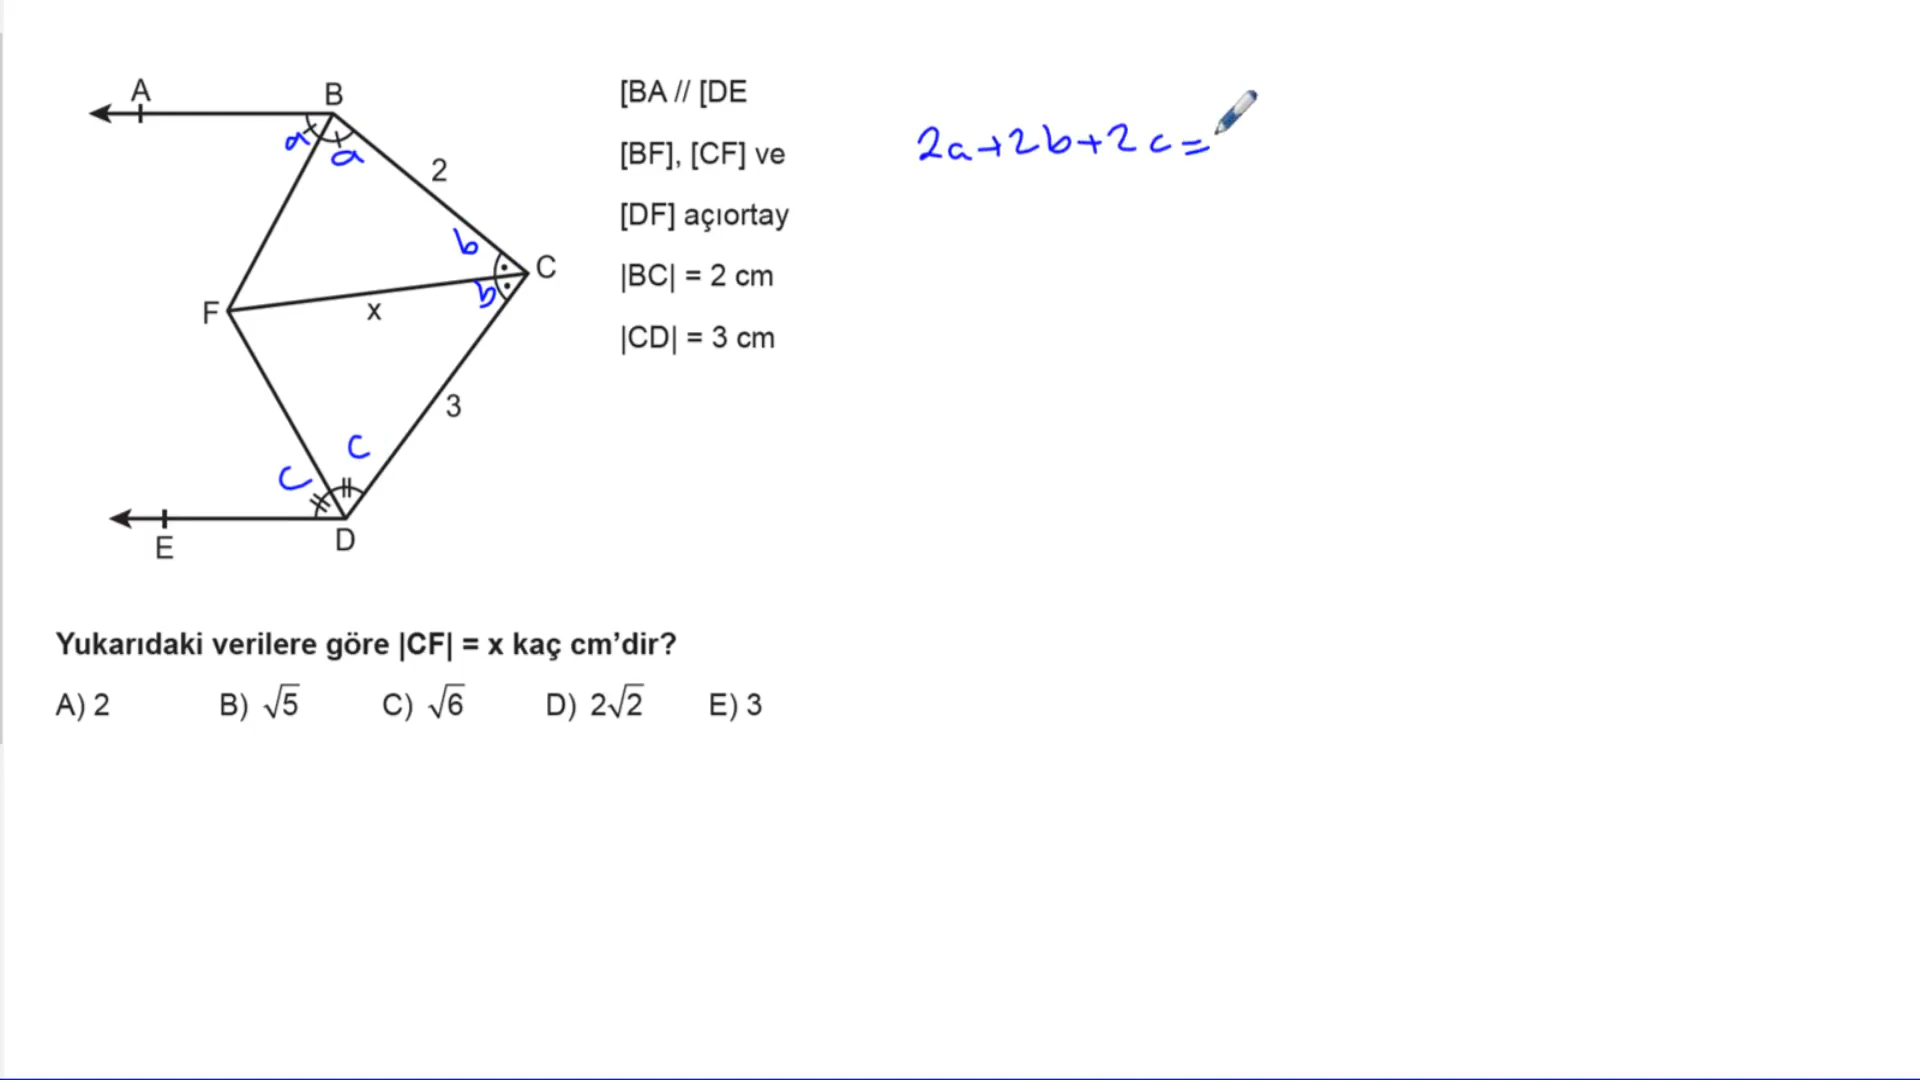 A
B
a
a
2
b
C
b
F
x
3
c
c
E
D
[BA // [DE
[BF], [CF] ve
[DF] açıortay
|BC| = 2 cm
|CD| = 3 cm
2a+2b+2c=
Yukarıdaki verilere göre |CF| = x kaç cm’dir?
A) 2 B) √5 C) √6 D) 2√2 E) 3